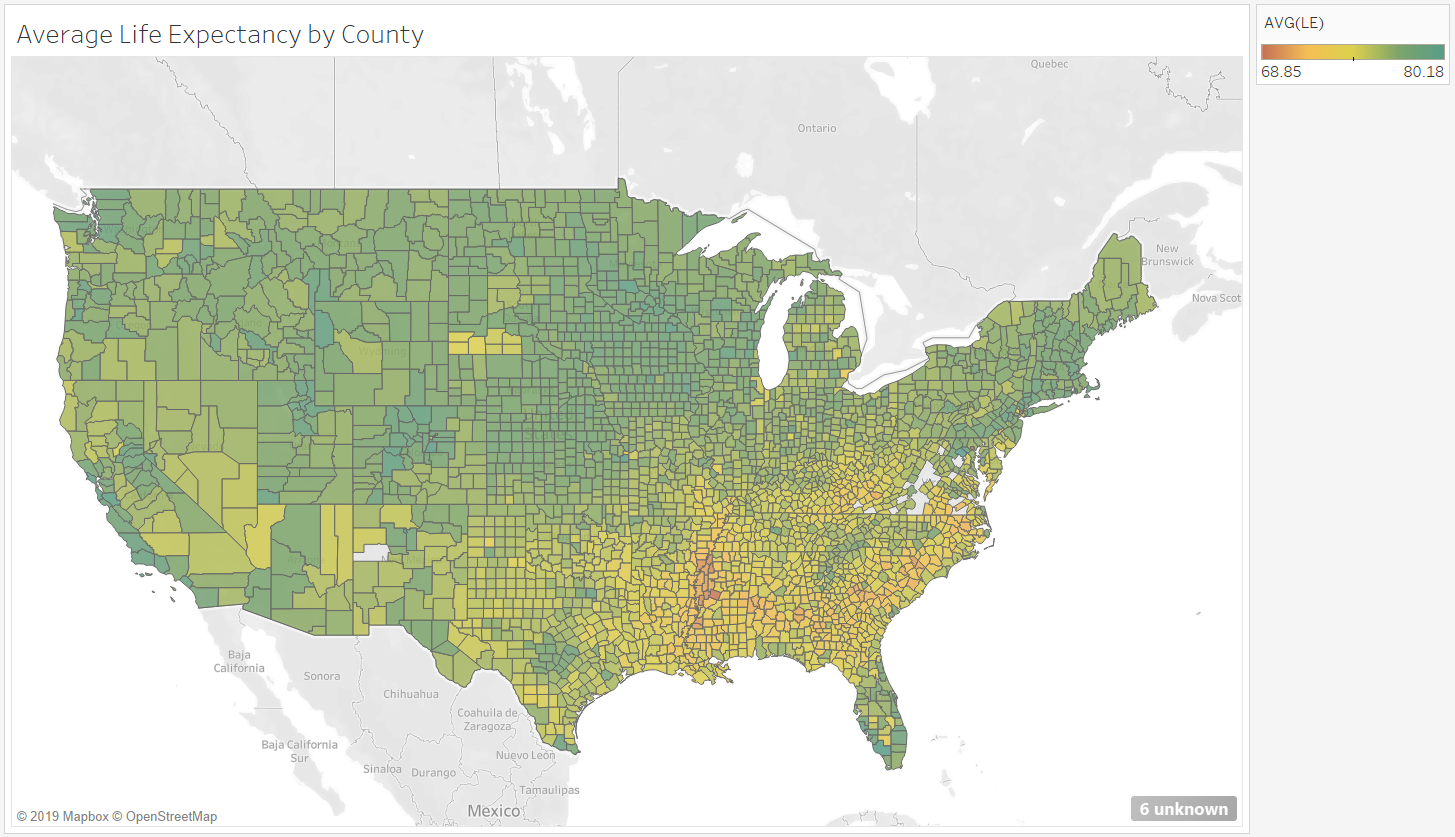 Average Life Expectancy by County
AVG(LE)
68.85
80.18
Quebec
Ontario
New
Brunswick
Nova Scot
Wyoming
Baja
California
Sonora
Chihuahua
Coahuila de
Zaragoza
Baja California
Sur
Nuevo León
Sinaloa
Durango
Tamaulipas
Mexico
© 2019 Mapbox © OpenStreetMap
6 unknown